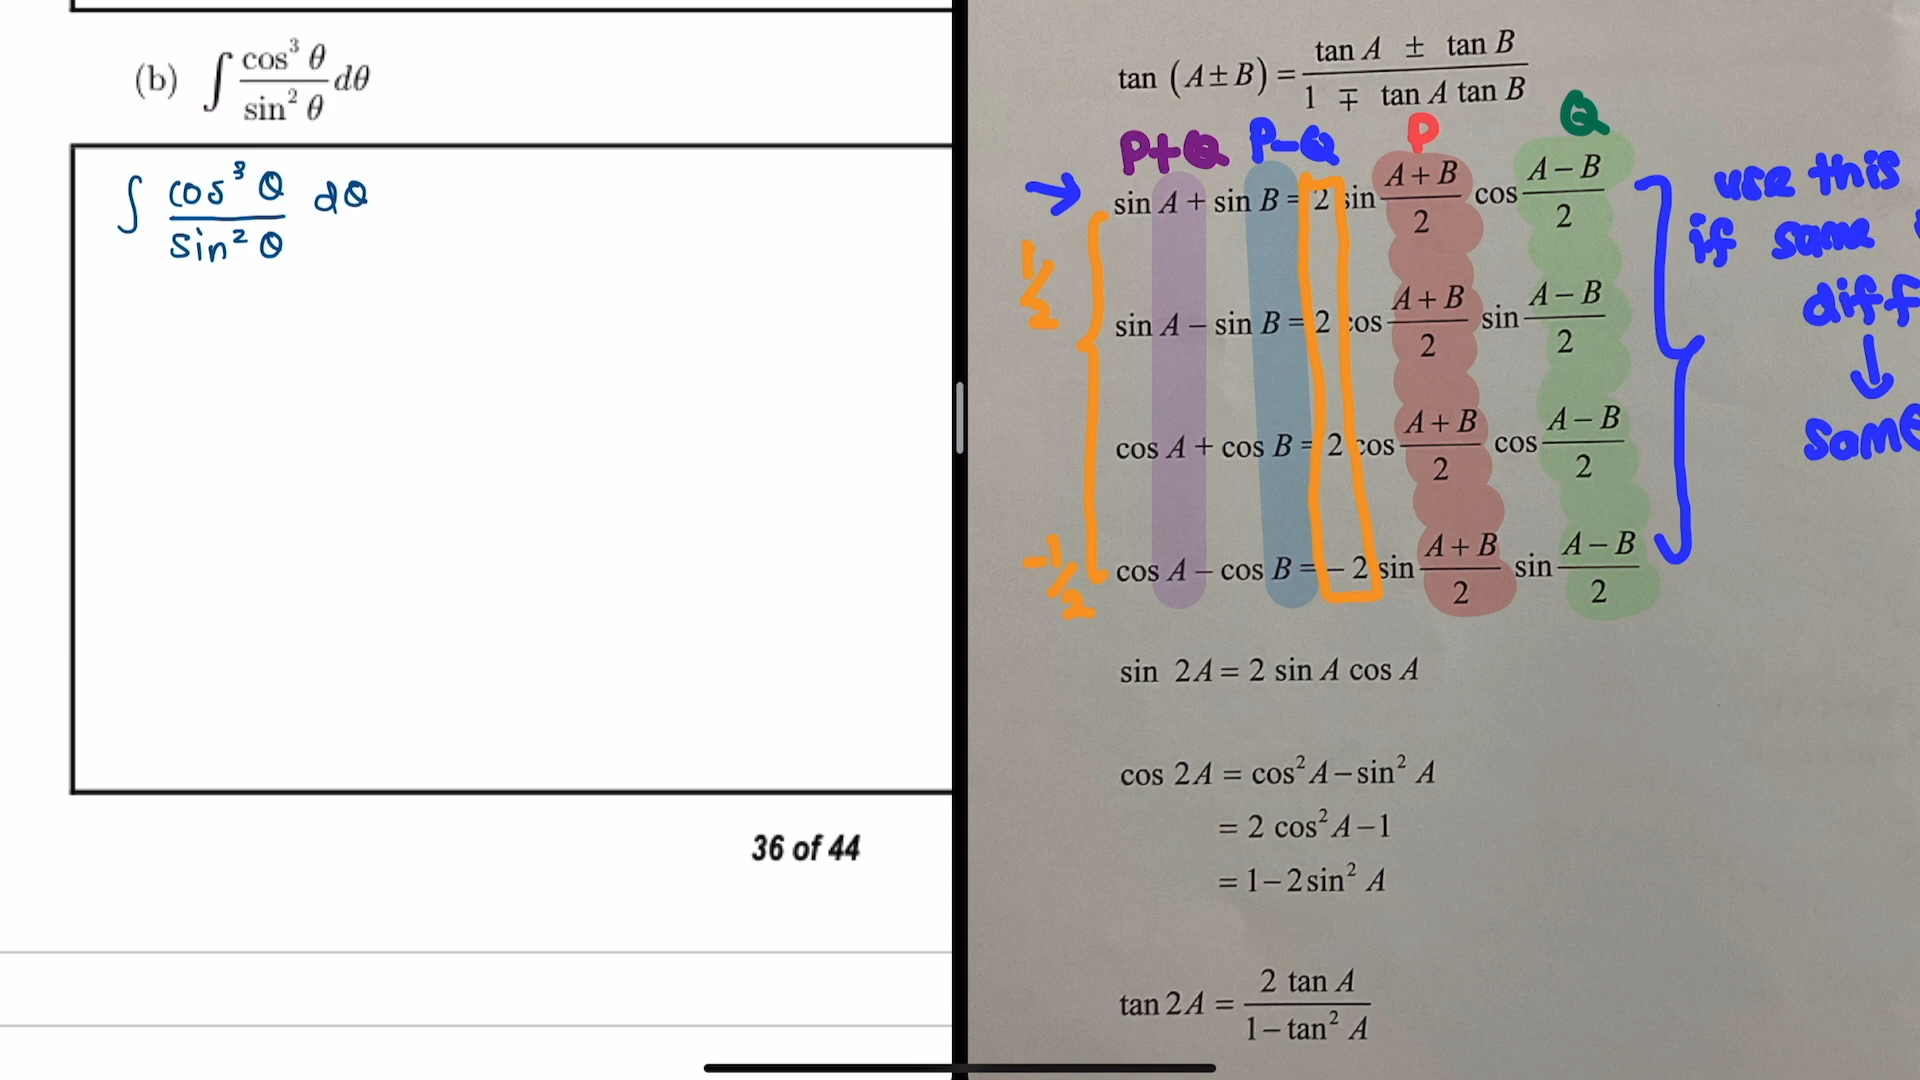 (b) ∫ cos³ θ / sin² θ dθ
∫ cos³ θ / sin² θ dθ
36 of 44
tan (A ± B) = (tan A ± tan B) / (1 ∓ tan A tan B)
P+Q P-Q P Q
sin A + sin B = 2 sin (A + B)/2 cos (A − B)/2
sin A − sin B = 2 cos (A + B)/2 sin (A − B)/2
cos A + cos B = 2 cos (A + B)/2 cos (A − B)/2
cos A − cos B = − 2 sin (A + B)/2 sin (A − B)/2
1/2
-1/2
use this
if same
diff
↓
same
sin 2A = 2 sin A cos A
cos 2A = cos² A − sin² A
= 2 cos² A − 1
= 1 − 2 sin² A
tan 2A = 2 tan A / (1 − tan² A)